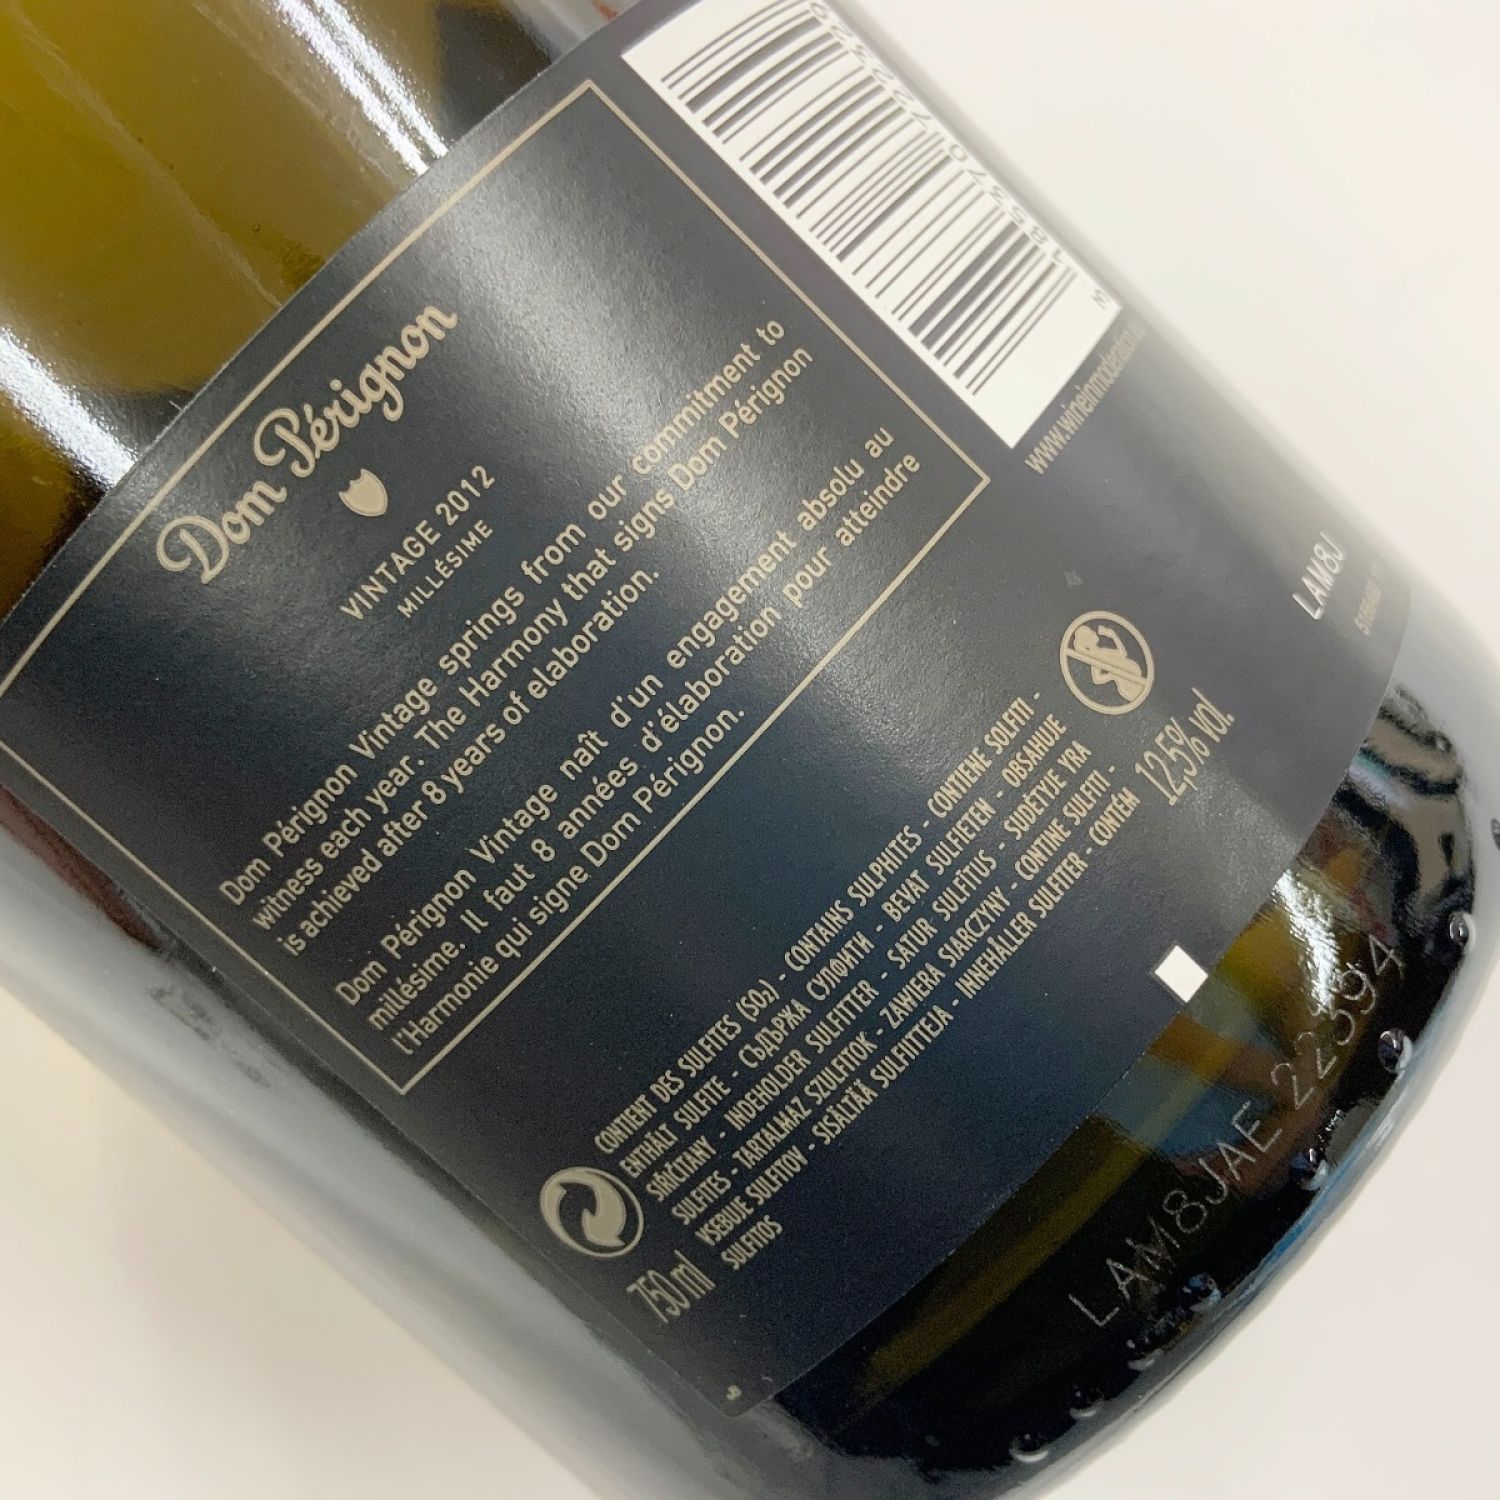 Dom Pérignon
VINTAGE 2012
MILLÉSIME
Dom Pérignon Vintage springs from our commitment to
witness each year. The Harmony that signs Dom Pérignon
is achieved after 8 years of elaboration.
Dom Pérignon Vintage naît d'un engagement absolu au
millésime. Il faut 8 années d'élaboration pour atteindre
l'Harmonie qui signe Dom Pérignon.
CONTIENT DES SULFITES (SO₂) - CONTAINS SULPHITES - CONTIENE SOLFITI -
ENTHÄLT SULFITE - СЪДЪРЖА СУЛФИТИ - BEVAT SULFIETEN - OBSAHUJE
SIŘIČITANY - INDEHOLDER SULFITTER - SATUR SULFĪTUS - SUDĖTYJE YRA
SULFITES - TARTALMAZ SZULFITOK - ZAWIERA SIARCZYNY - CONTINE SULFITI -
VSEBUJE SULFITOV - SISÄLTÄÄ SULFIITTEJA - INNEHÅLLER SULFITER - CONTÉM
SULFITOS
750 ml
12,5% vol.
LAM8J
LAM8JAE 22394